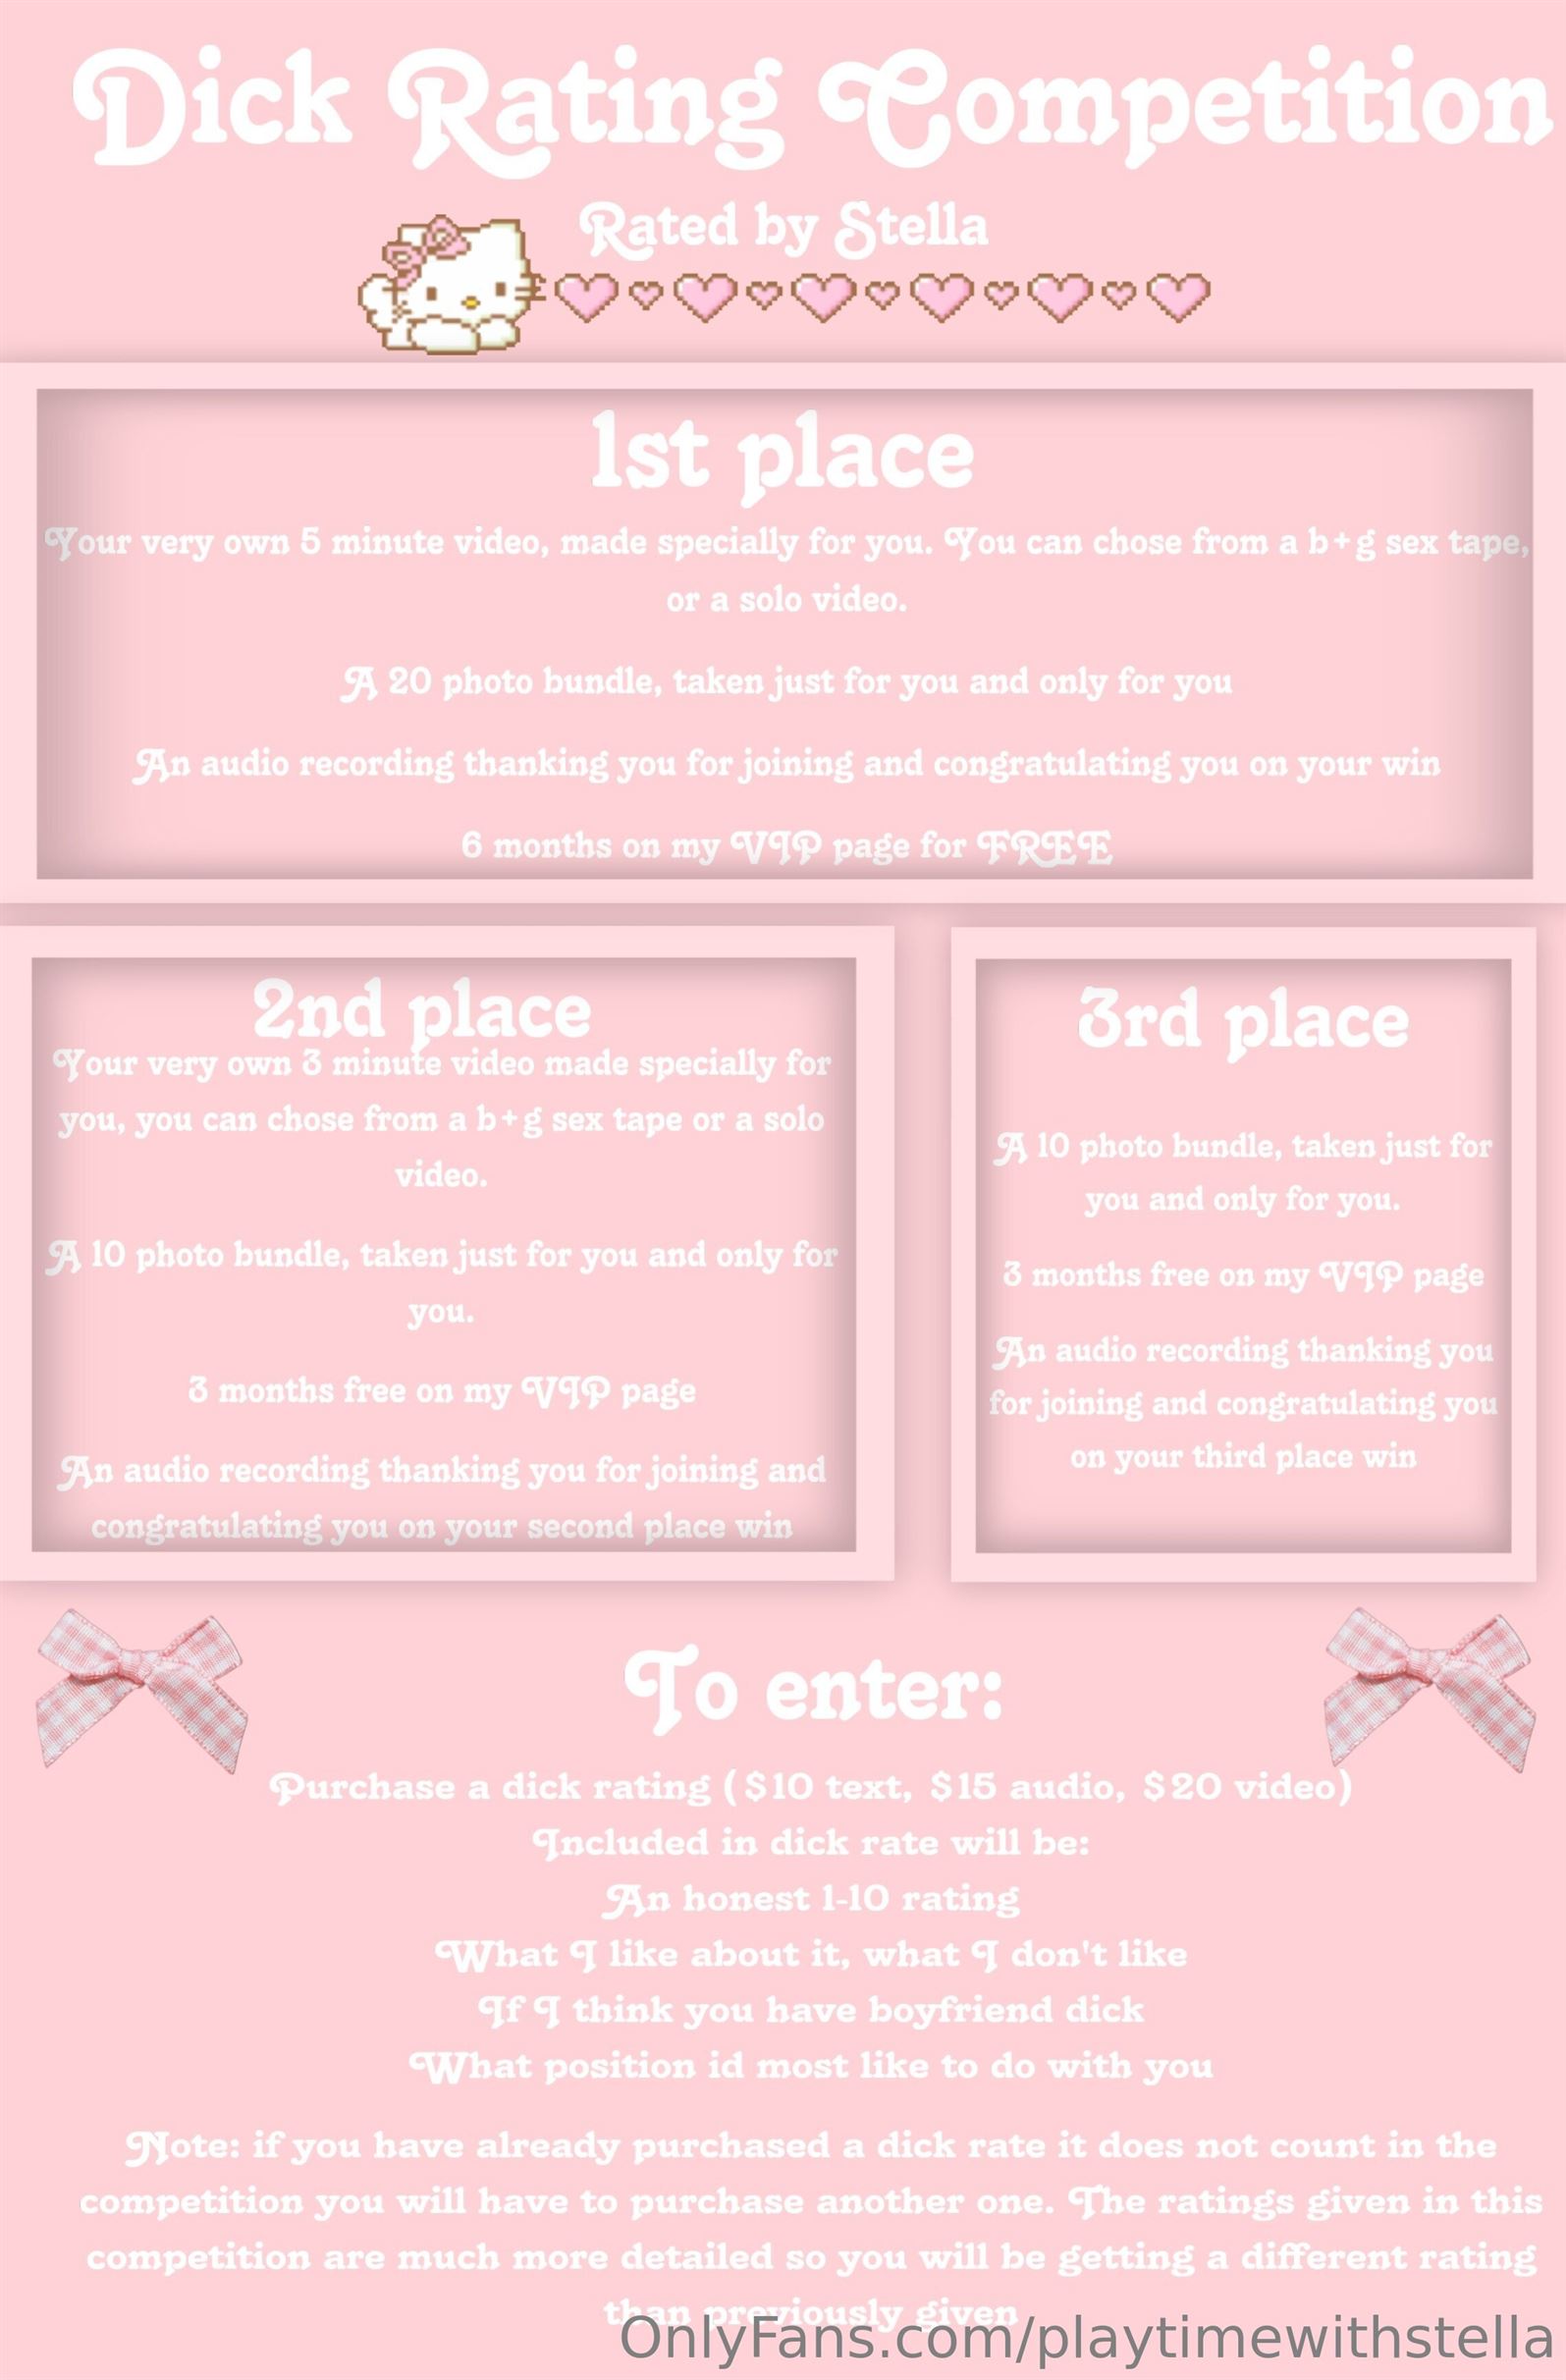 Dick Rating Competition
Rated by Stella
1st place
Your very own 5 minute video, made specially for you. You can chose from a b+g sex tape,
or a solo video.
A 20 photo bundle, taken just for you and only for you
An audio recording thanking you for joining and congratulating you on your win
6 months on my VIP page for FREE
2nd place
Your very own 3 minute video made specially for
you, you can chose from a b+g sex tape or a solo
video.
A 10 photo bundle, taken just for you and only for
you.
3 months free on my VIP page
An audio recording thanking you for joining and
congratulating you on your second place win
3rd place
A 10 photo bundle, taken just for
you and only for you.
3 months free on my VIP page
An audio recording thanking you
for joining and congratulating you
on your third place win
To enter:
Purchase a dick rating ($10 text, $15 audio, $20 video)
Included in dick rate will be:
An honest 1-10 rating
What I like about it, what I don't like
If I think you have boyfriend dick
What position id most like to do with you
Note: if you have already purchased a dick rate it does not count in the
competition you will have to purchase another one. The ratings given in this
competition are much more detailed so you will be getting a different rating
than previously given
OnlyFans.com/playtimewithstella